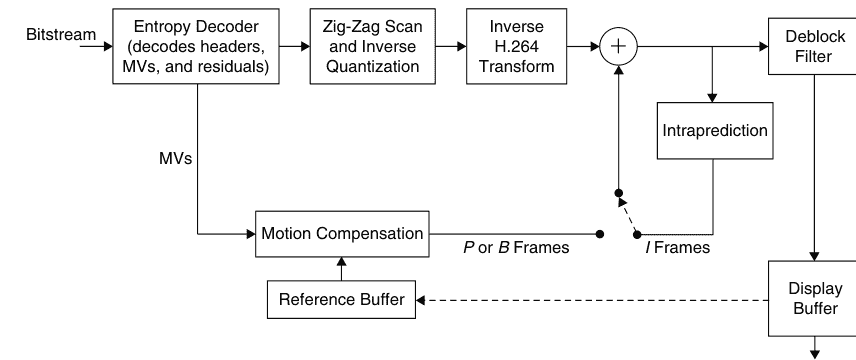 Bitstream
Entropy Decoder
(decodes headers,
MVs, and residuals)
Zig-Zag Scan
and Inverse
Quantization
Inverse
H.264
Transform
+
Deblock
Filter
Intraprediction
MVs
Motion Compensation
P or B Frames
I Frames
Reference Buffer
Display
Buffer